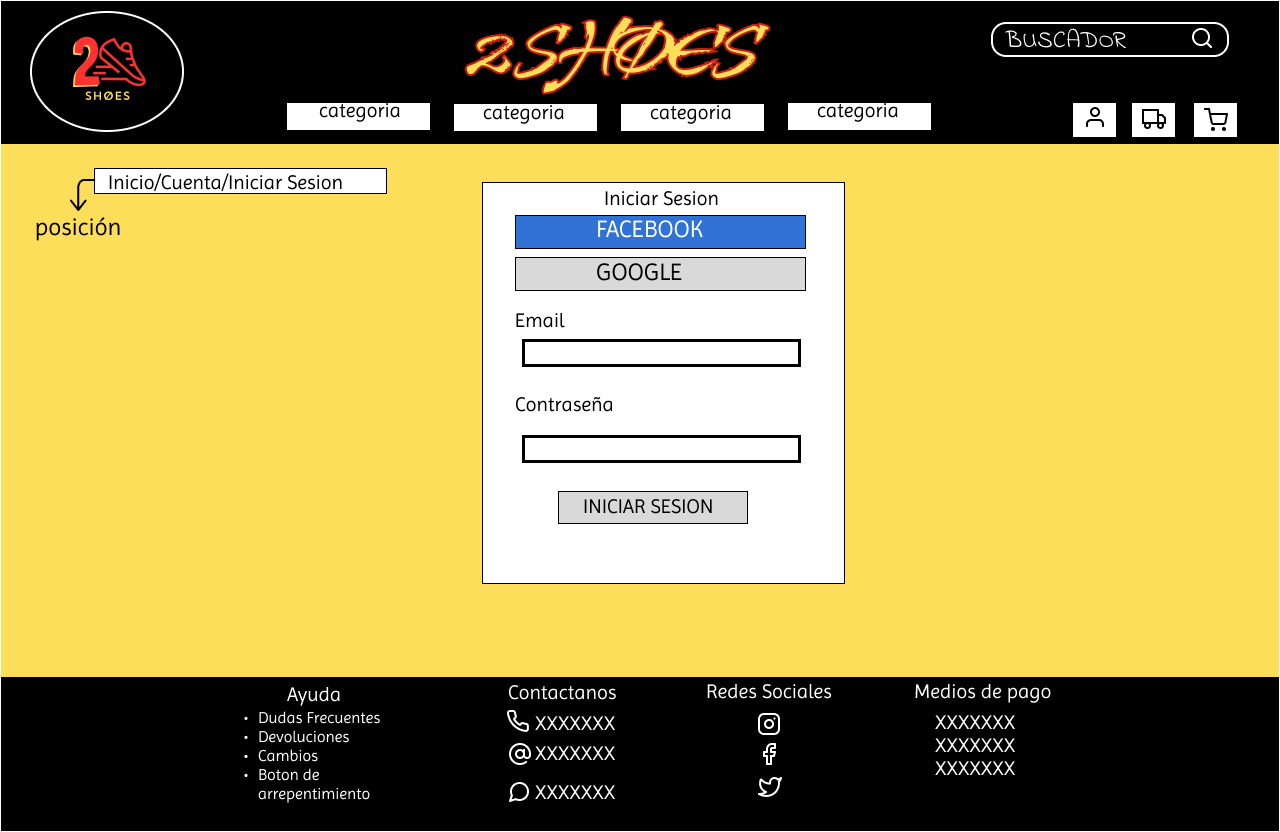 2
SHØES
2SHØES
BUSCADOR
categoria
categoria
categoria
categoria
Inicio/Cuenta/Iniciar Sesion
posición
Iniciar Sesion
FACEBOOK
GOOGLE
Email
Contraseña
INICIAR SESION
Ayuda
• Dudas Frecuentes
• Devoluciones
• Cambios
• Boton de
arrepentimiento
Contactanos
XXXXXXX
XXXXXXX
XXXXXXX
Redes Sociales
Medios de pago
XXXXXXX
XXXXXXX
XXXXXXX